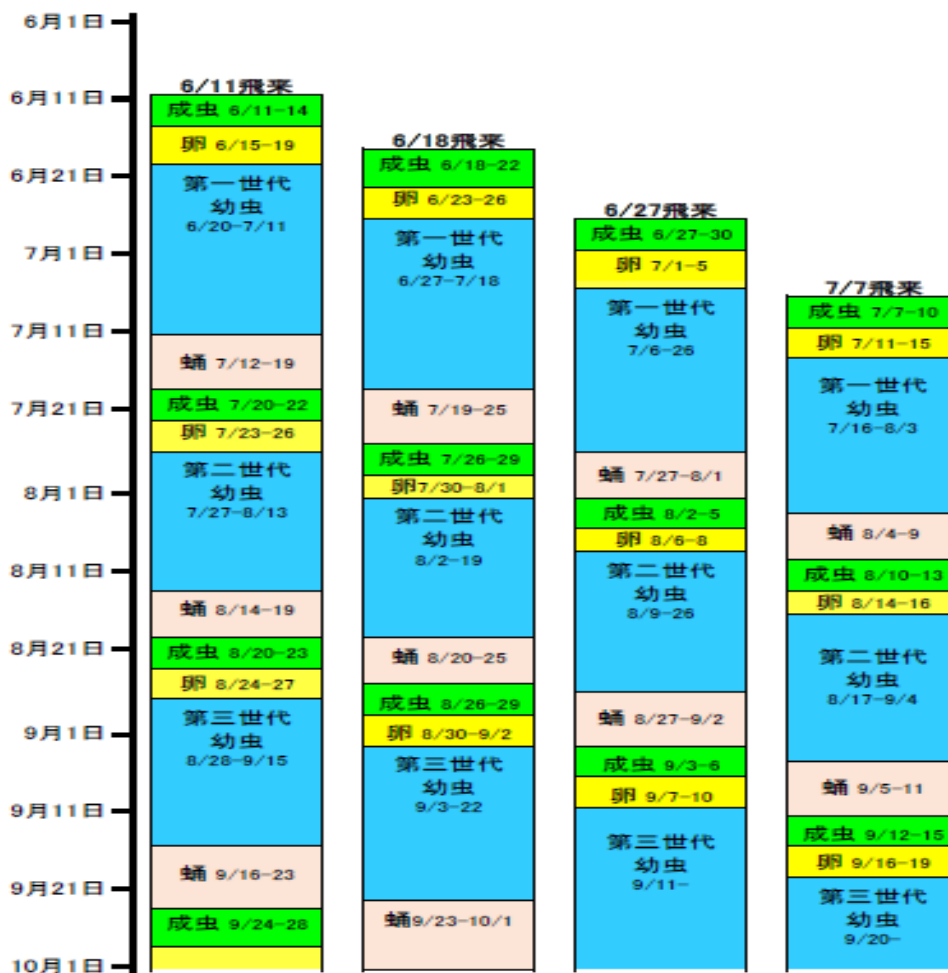 6月1日
6月11日
6月21日
7月1日
7月11日
7月21日
8月1日
8月11日
8月21日
9月1日
9月11日
9月21日
10月1日
6/11飛来
成虫 6/11-14
卵 6/15-19
第一世代
幼虫
6/20-7/11
蛹 7/12-19
成虫 7/20-22
卵 7/23-26
第二世代
幼虫
7/27-8/13
蛹 8/14-19
成虫 8/20-23
卵 8/24-27
第三世代
幼虫
8/28-9/15
蛹 9/16-23
成虫 9/24-28
6/18飛来
成虫 6/18-22
卵 6/23-26
第一世代
幼虫
6/27-7/18
蛹 7/19-25
成虫 7/26-29
卵7/30-8/1
第二世代
幼虫
8/2-19
蛹 8/20-25
成虫 8/26-29
卵 8/30-9/2
第三世代
幼虫
9/3-22
蛹9/23-10/1
6/27飛来
成虫 6/27-30
卵 7/1-5
第一世代
幼虫
7/6-26
蛹 7/27-8/1
成虫 8/2-5
卵 8/6-8
第二世代
幼虫
8/9-26
蛹 8/27-9/2
成虫 9/3-6
卵 9/7-10
第三世代
幼虫
9/11-
7/7飛来
成虫 7/7-10
卵 7/11-15
第一世代
幼虫
7/16-8/3
蛹 8/4-9
成虫 8/10-13
卵 8/14-16
第二世代
幼虫
8/17-9/4
蛹 9/5-11
成虫 9/12-15
卵 9/16-19
第三世代
幼虫
9/20-